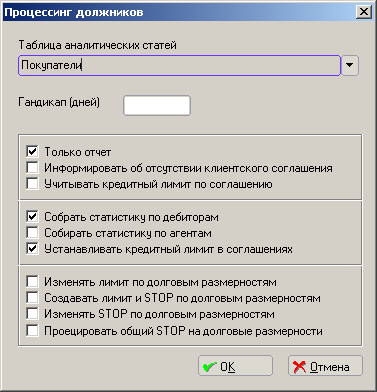 Процессинг должников
Таблица аналитических статей
Покупатели
Гандикап (дней)
Только отчет
Информировать об отсутствии клиентского соглашения
Учитывать кредитный лимит по соглашению
Собрать статистику по дебиторам
Собирать статистику по агентам
Устанавливать кредитный лимит в соглашениях
Изменять лимит по долговым размерностям
Создавать лимит и STOP по долговым размерностям
Изменять STOP по долговым размерностям
Проецировать общий STOP на долговые размерности
OK
Отмена